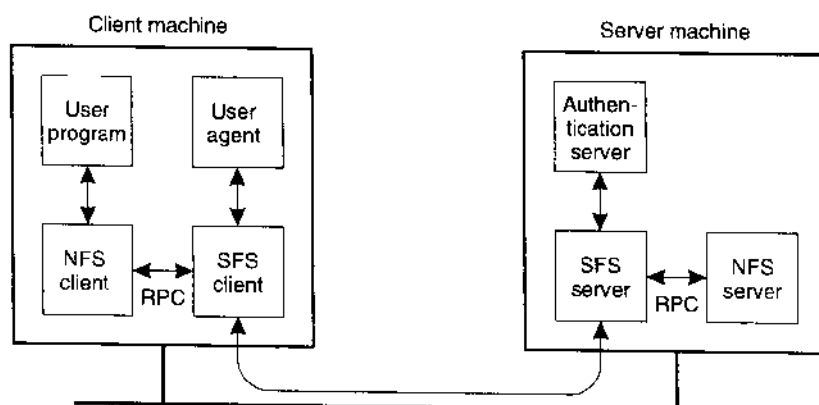 Client machine
Server machine
User
program
User
agent
Authen-
tication
server
NFS
client
RPC
SFS
client
SFS
server
RPC
NFS
server